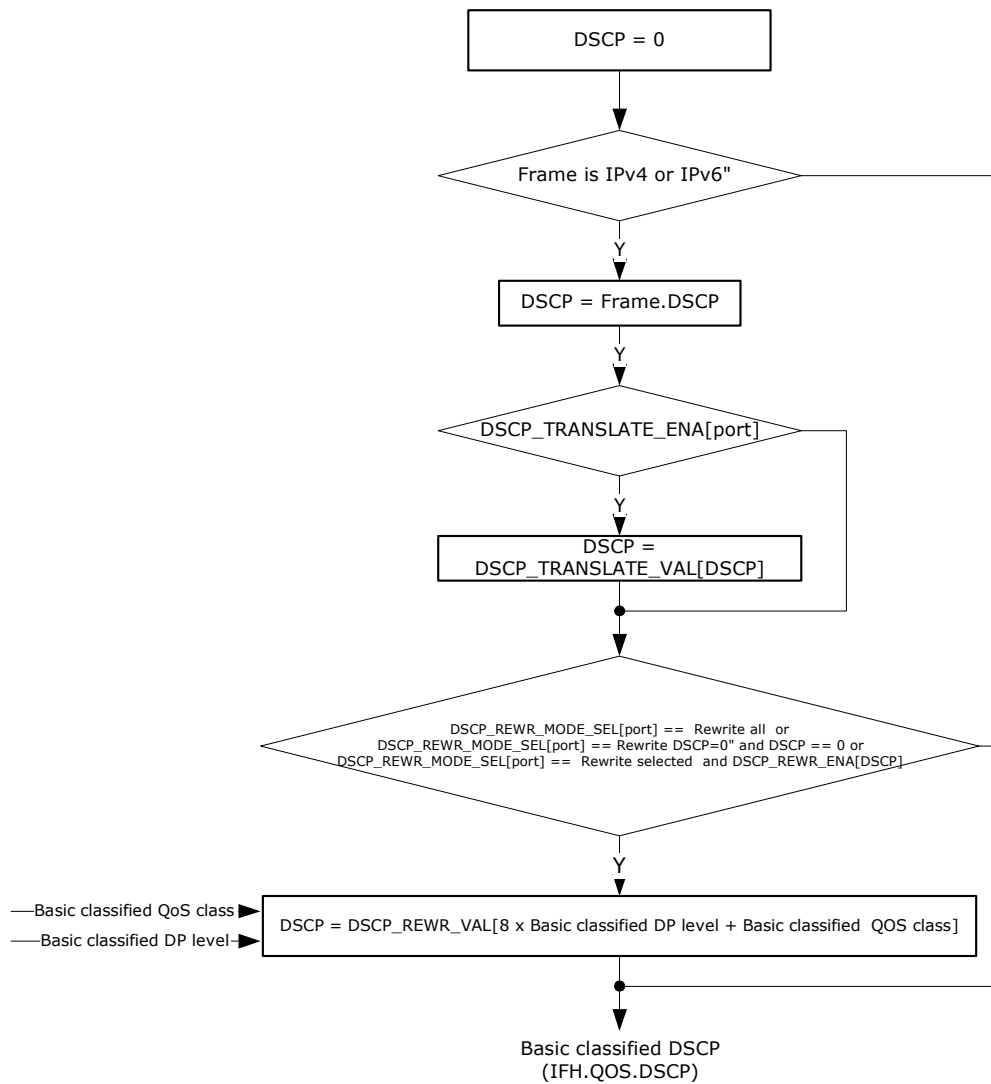 DSCP = 0
Frame is IPv4 or IPv6"
Y
DSCP = Frame.DSCP
Y
DSCP_TRANSLATE_ENA[port]
Y
DSCP =
DSCP_TRANSLATE_VAL[DSCP]
DSCP_REWR_MODE_SEL[port] == Rewrite all or
DSCP_REWR_MODE_SEL[port] == Rewrite DSCP=0" and DSCP == 0 or
DSCP_REWR_MODE_SEL[port] == Rewrite selected and DSCP_REWR_ENA[DSCP]
Y
Basic classified QoS class
Basic classified DP level
DSCP = DSCP_REWR_VAL[8 x Basic classified DP level + Basic classified QOS class]
Basic classified DSCP
(IFH.QOS.DSCP)